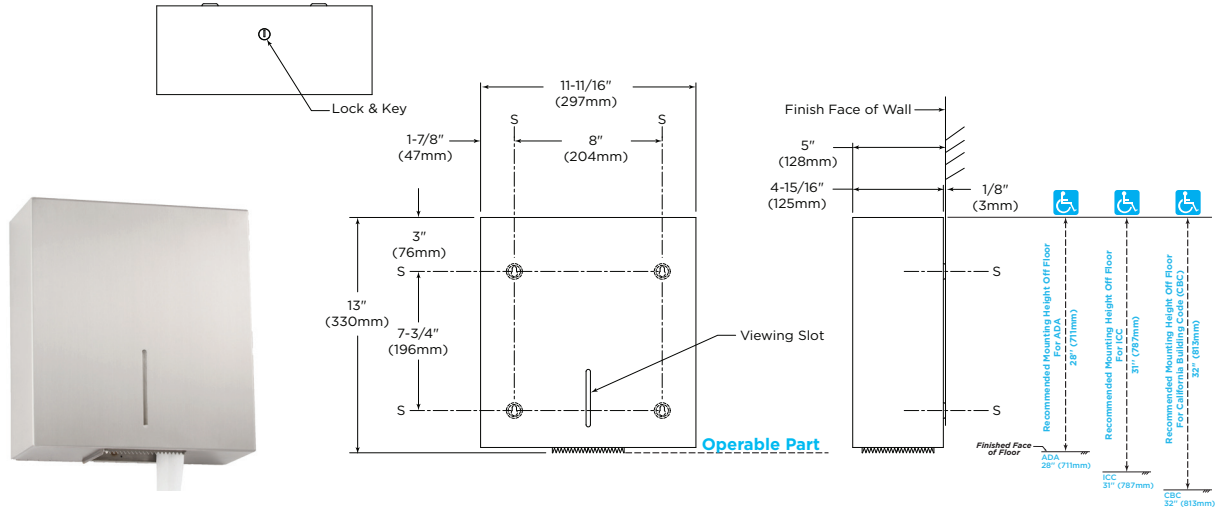 Lock & Key
11-11/16"
(297mm)
S
S
1-7/8"
(47mm)
8"
(204mm)
3"
(76mm)
S
13"
(330mm)
7-3/4"
(196mm)
Viewing Slot
S
Operable Part
Finish Face of Wall
5"
(128mm)
4-15/16"
(125mm)
1/8"
(3mm)
S
S
Recommended Mounting Height Off Floor
For ADA
28" (711mm)
Recommended Mounting Height Off Floor
For ICC
31" (787mm)
Recommended Mounting Height Off Floor
For California Building Code (CBC)
32" (813mm)
Finished Face
of Floor
ADA
28" (711mm)
ICC
31" (787mm)
CBC
32" (813mm)